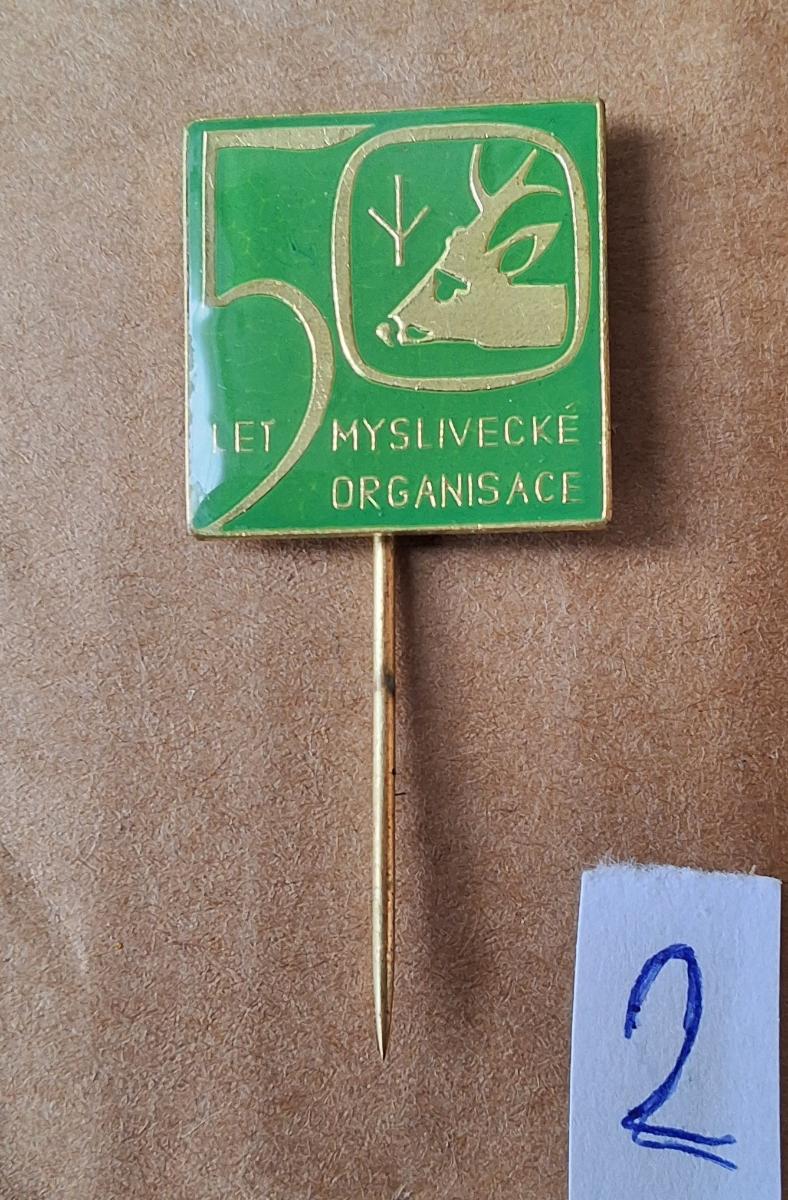 50
LET MYSLIVECKÉ
ORGANISACE
2